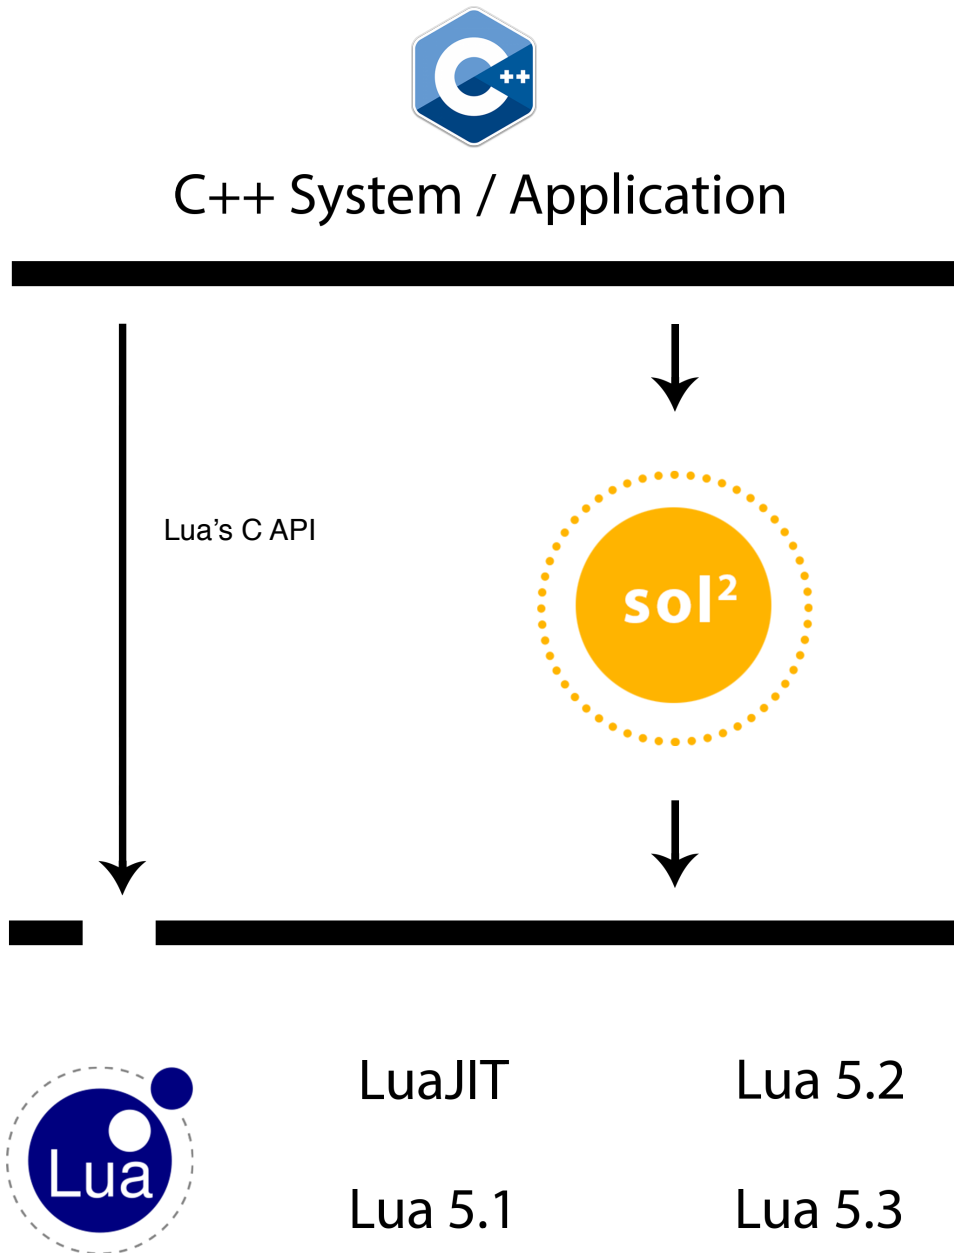 C++
C++ System / Application
Lua’s C API
sol²
Lua
LuaJIT
Lua 5.2
Lua 5.1
Lua 5.3